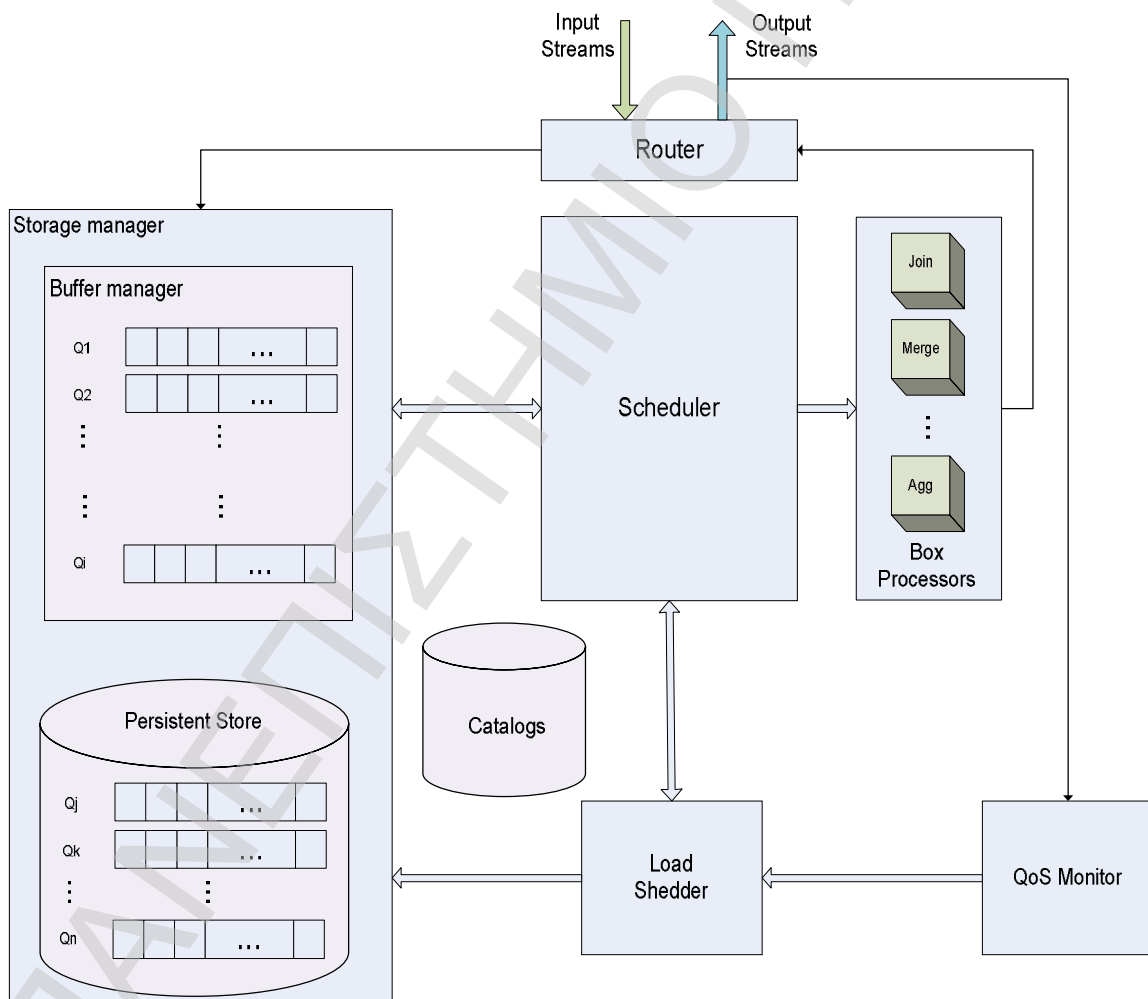 Input
Streams
Output
Streams
Router
Storage manager
Buffer manager
Q1
...
Q2
...
Qi
...
Scheduler
Join
Merge
Agg
Box
Processors
Persistent Store
Qj
...
Qk
...
Qn
...
Catalogs
Load
Shedder
QoS Monitor
ΠΑΝΕΠΙΣΤΗΜΙΟ Π